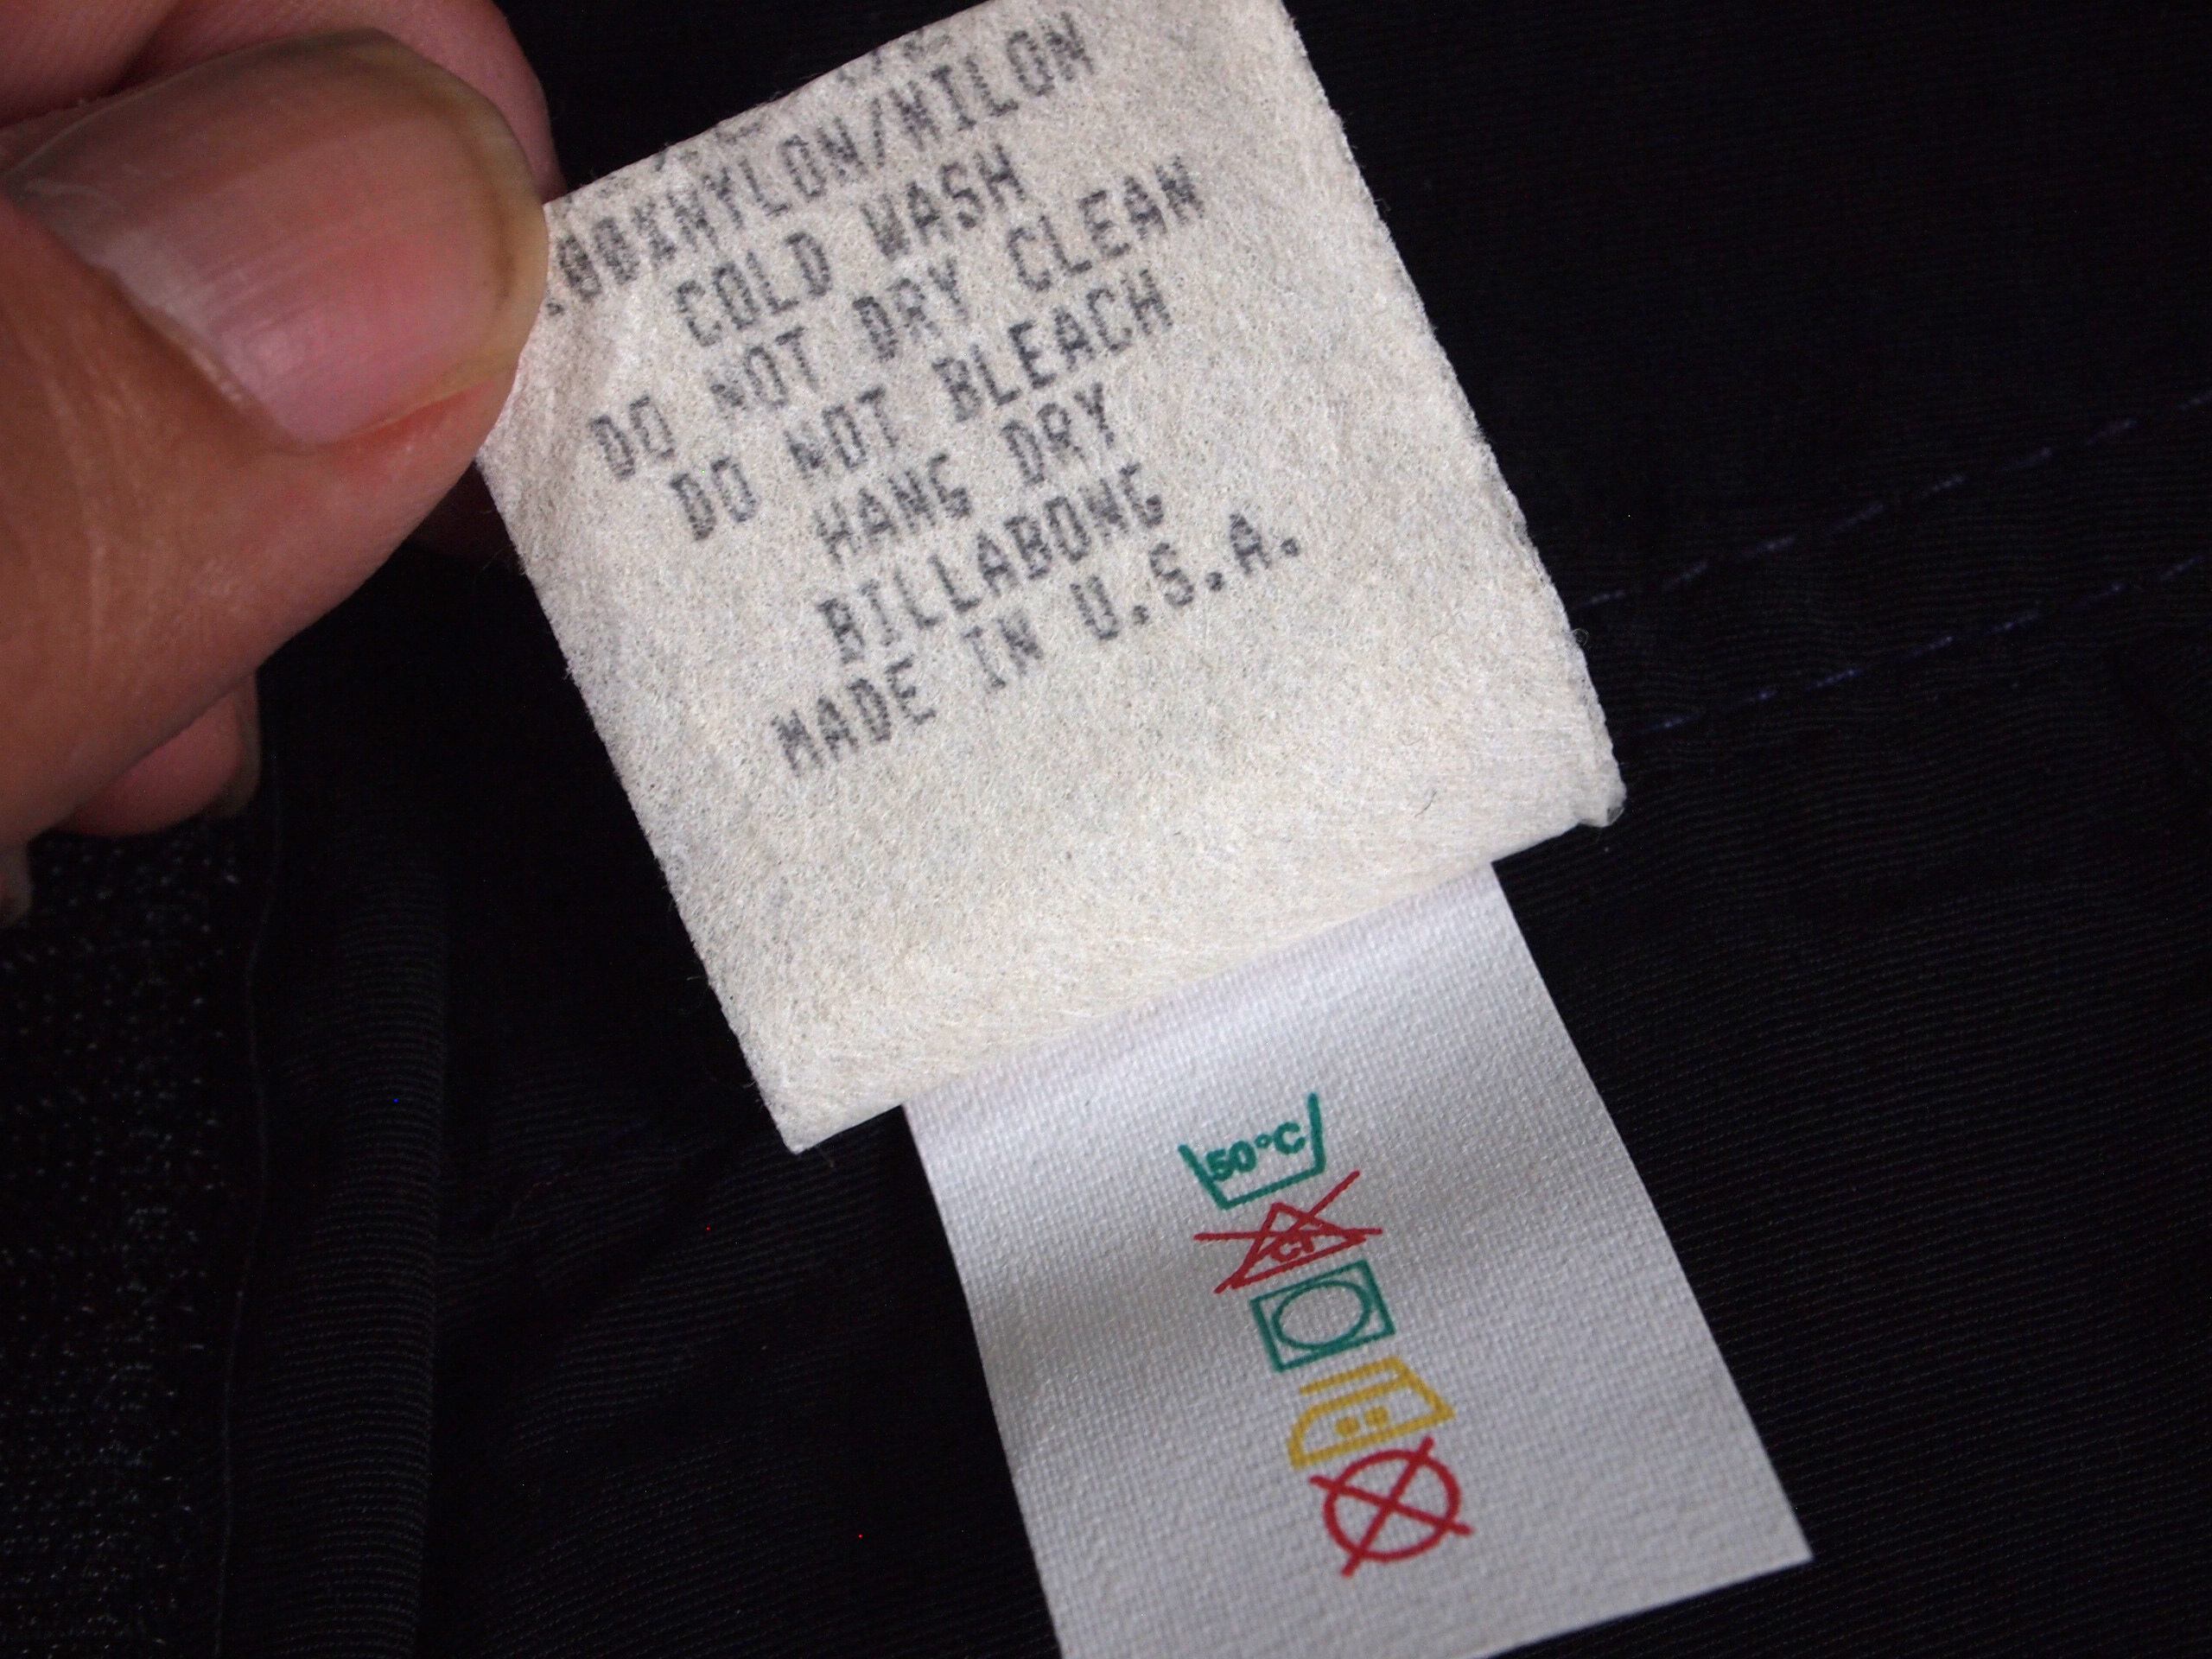 100%NYLON/NILON
COLD WASH
DO NOT DRY CLEAN
DO NOT BLEACH
HANG DRY
BILLABONG
MADE IN U.S.A.
50°C